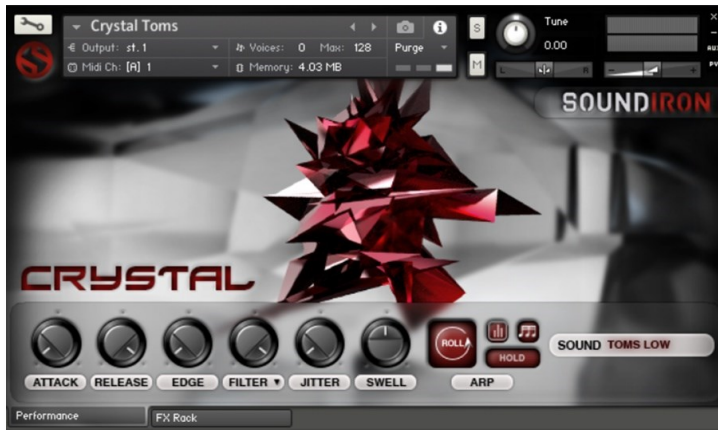 Crystal Toms
Output: st. 1
Voices: 0 Max: 128
Purge
Midi Ch: [A] 1
Memory: 4.03 MB
S
M
Tune
0.00
L
R
SOUNDIRON
CRYSTAL
ATTACK
RELEASE
EDGE
FILTER
JITTER
SWELL
ROLL
HOLD
ARP
SOUND TOMS LOW
Performance
FX Rack